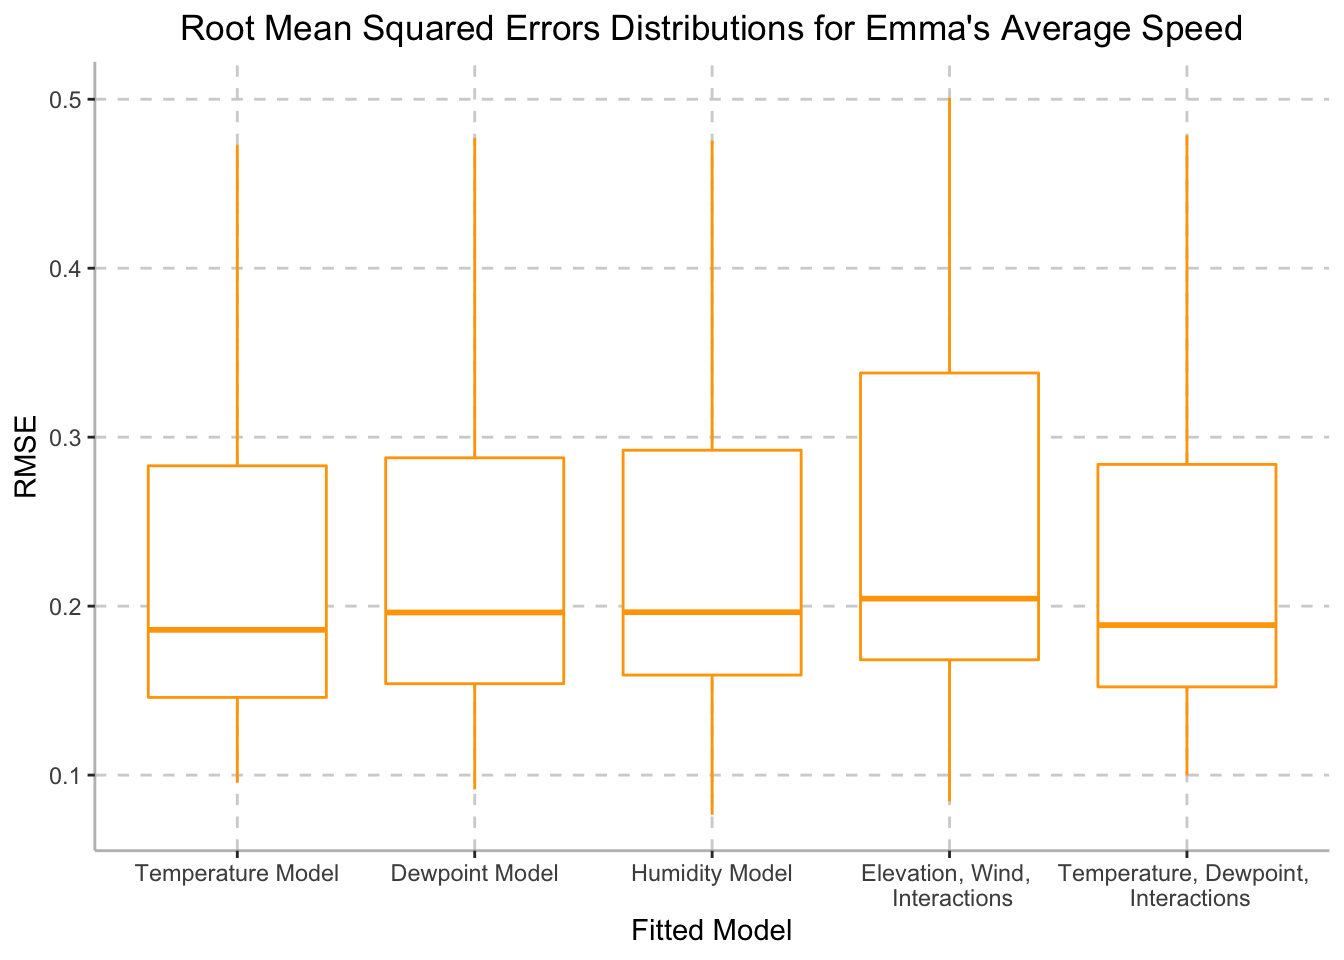 Root Mean Squared Errors Distributions for Emma's Average Speed
0.5
0.4
0.3
0.2
0.1
RMSE
Temperature Model
Dewpoint Model
Humidity Model
Elevation, Wind,
Interactions
Temperature, Dewpoint,
Interactions
Fitted Model